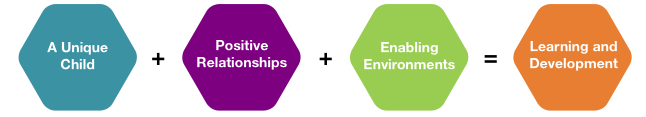 A Unique
Child
+
Positive
Relationships
+
Enabling
Environments
=
Learning and
Development